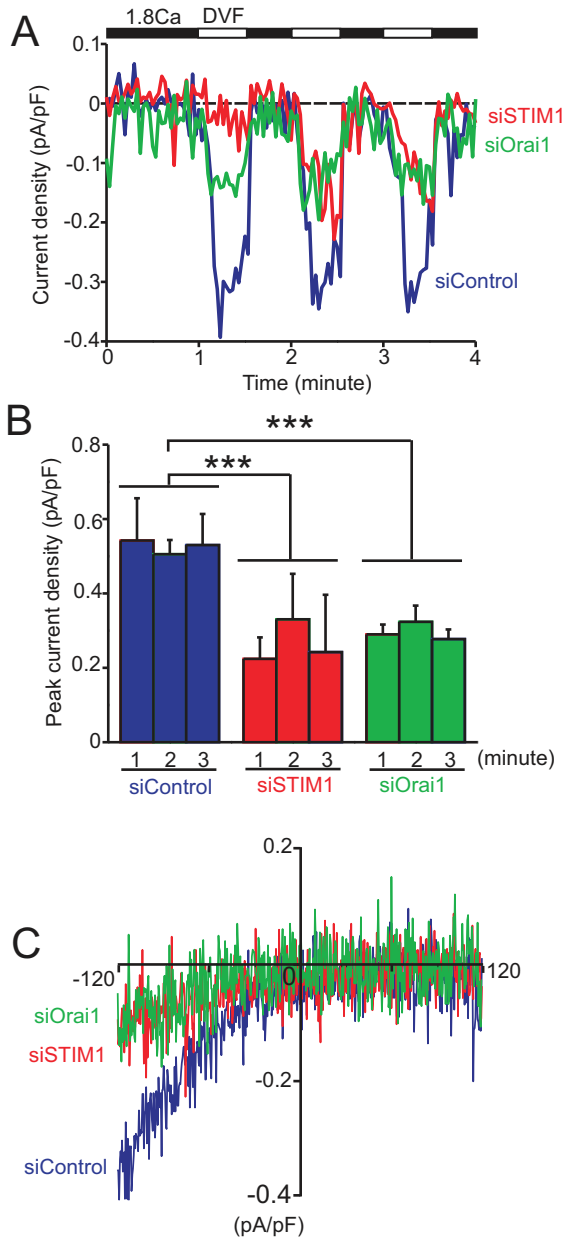 A
1.8Ca DVF
0.1
0
-0.1
-0.2
-0.3
-0.4
Current density (pA/pF)
siSTIM1
siOrai1
siControl
0 1 2 3 4
Time (minute)
B
***
***
0.8
0.6
0.4
0.2
0
Peak current density (pA/pF)
1 2 3 1 2 3 1 2 3 (minute)
siControl siSTIM1 siOrai1
C
0.2
-120 0 120
siOrai1
siSTIM1
-0.2
siControl
-0.4
(pA/pF)